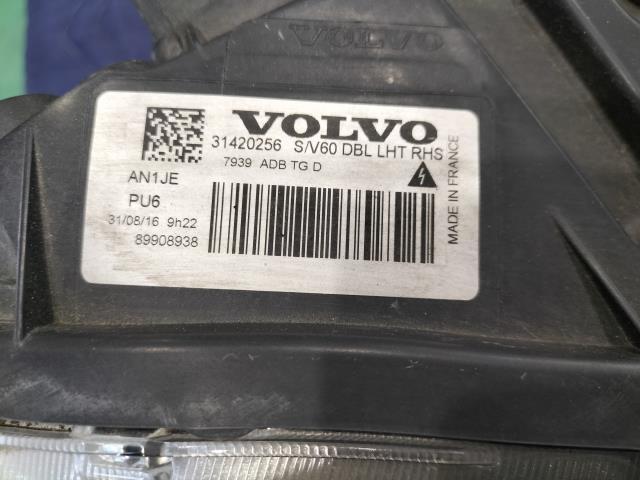 VOLVO
VOLVO
31420256 S/V60 DBL LHT RHS
7939 ADB TG D
AN1JE
PU6
31/08/16 9h22
89908938
MADE IN FRANCE